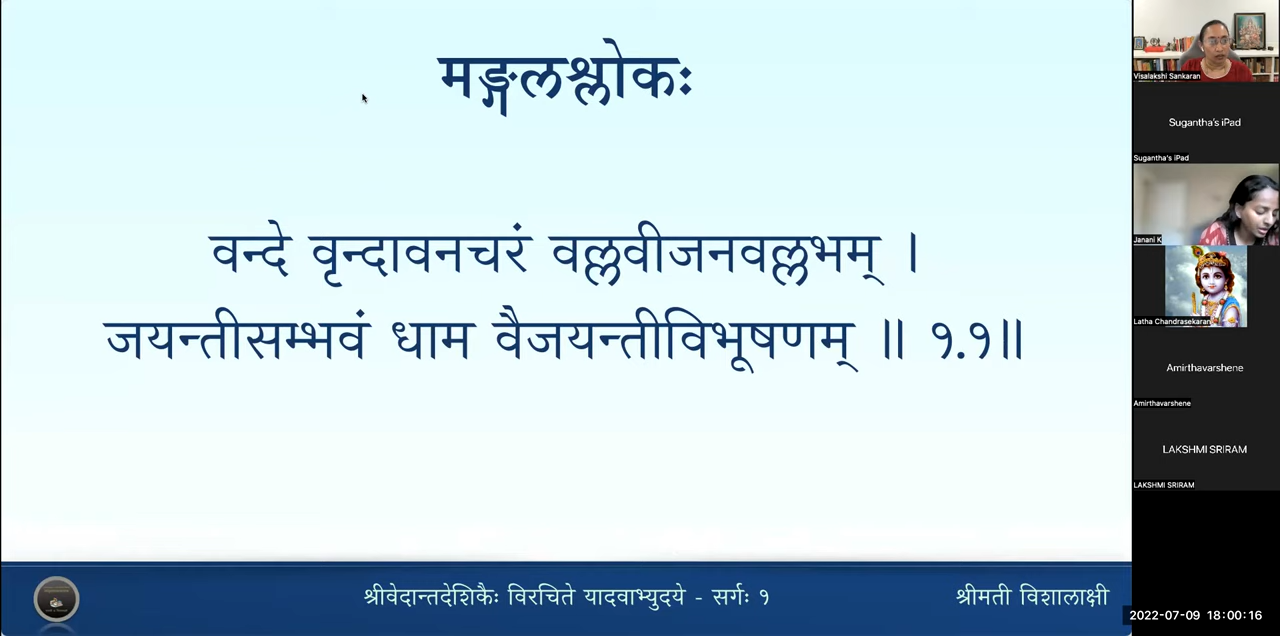 मङ्गलश्लोकः
वन्दे वृन्दावनचरं वल्लवीजनवल्लभम् ।
जयन्तीसम्भवं धाम वैजयन्तीविभूषणम् ॥ १.१॥
श्रीवेदान्तदेशिकैः विरचिते यादवाभ्युदये - सर्गः १
श्रीमती विशालाक्षी
Visalakshi Sankaran
Sugantha's iPad
Sugantha's iPad
Janani K
Latha Chandrasekaran
Amirthavarshene
Amirthavarshene
LAKSHMI SRIRAM
LAKSHMI SRIRAM
2022-07-09 18:00:16